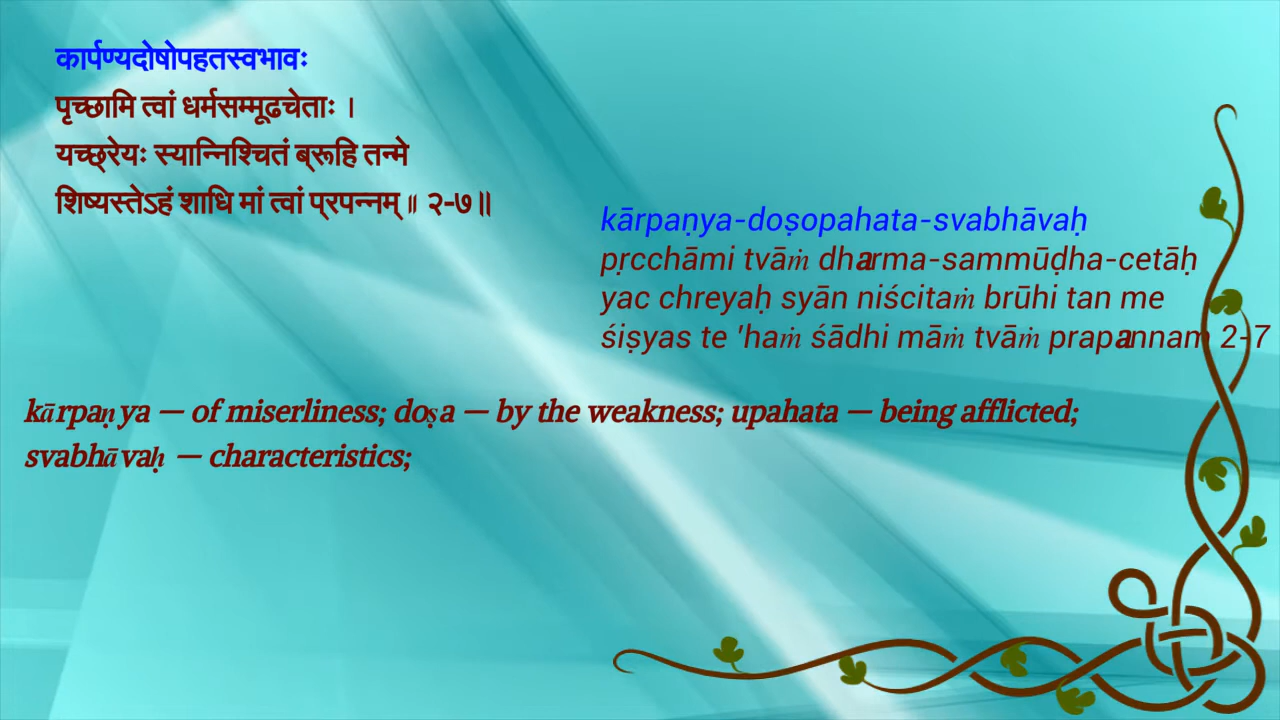 कार्पण्यदोषोपहतस्वभावः
पृच्छामि त्वां धर्मसम्मूढचेताः ।
यच्छ्रेयः स्यान्निश्चितं ब्रूहि तन्मे
शिष्यस्तेऽहं शाधि मां त्वां प्रपन्नम् ॥ २-७॥
kārpaṇya-doṣopahata-svabhāvaḥ
pṛcchāmi tvāṁ dharma-sammūḍha-cetāḥ
yac chreyaḥ syān niścitaṁ brūhi tan me
śiṣyas te 'haṁ śādhi māṁ tvāṁ prapannam 2-7
kārpaṇya — of miserliness; doṣa — by the weakness; upahata — being afflicted;
svabhāvaḥ — characteristics;